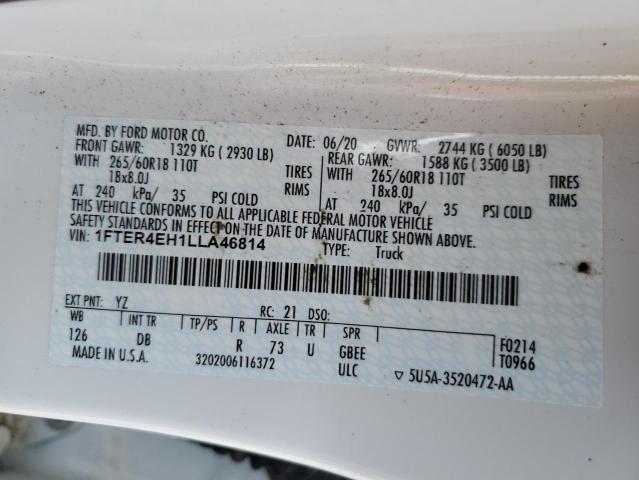 MFD. BY FORD MOTOR CO.
DATE: 06/20 GVWR: 2744 KG ( 6050 LB)
FRONT GAWR: 1329 KG ( 2930 LB)
REAR GAWR: 1588 KG ( 3500 LB)
WITH 265/60R18 110T TIRES
WITH 265/60R18 110T TIRES
18x8.0J RIMS
18x8.0J RIMS
AT 240 kPa/ 35 PSI COLD
AT 240 kPa/ 35 PSI COLD
THIS VEHICLE CONFORMS TO ALL APPLICABLE FEDERAL MOTOR VEHICLE
SAFETY STANDARDS IN EFFECT ON THE DATE OF MANUFACTURE SHOWN ABOVE.
VIN: 1FTER4EH1LLA46814
TYPE: Truck
EXT PNT: YZ RC: 21 DSO:
WB INT TR TP/PS R AXLE TR SPR
126 DB R 73 U GBEE
F0214
T0966
MADE IN U.S.A. 3202006116372 ULC ▽ 5U5A-3520472-AA